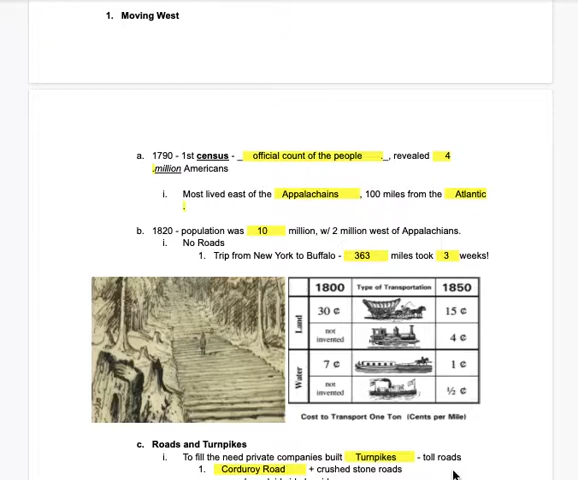 1. Moving West
a. 1790 - 1st census - _ official count of the people ._, revealed 4
.million Americans
i. Most lived east of the Appalachains , 100 miles from the Atlantic
.
b. 1820 - population was 10 million, w/ 2 million west of Appalachians.
i. No Roads
1. Trip from New York to Buffalo - 363 miles took 3 weeks!
1800 Type of Transportation 1850
Land
30 ¢ 15 ¢
not
invented 4 ¢
Water
7 ¢ 1 ¢
not
invented ½ ¢
Cost to Transport One Ton (Cents per Mile)
c. Roads and Turnpikes
i. To fill the need private companies built Turnpikes - toll roads
1. Corduroy Road + crushed stone roads